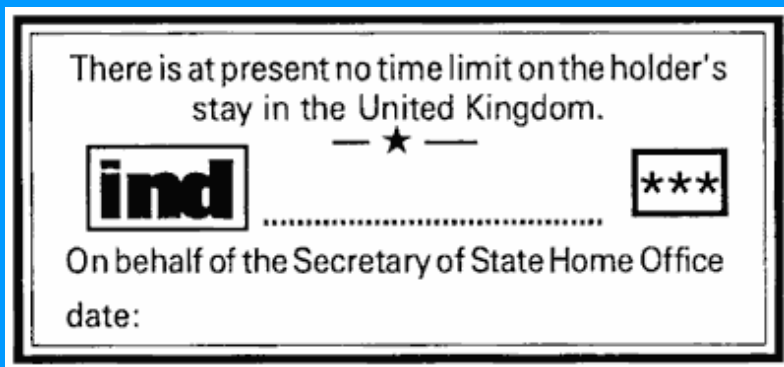 There is at present no time limit on the holder's
stay in the United Kingdom.
ind
***
On behalf of the Secretary of State Home Office
date: